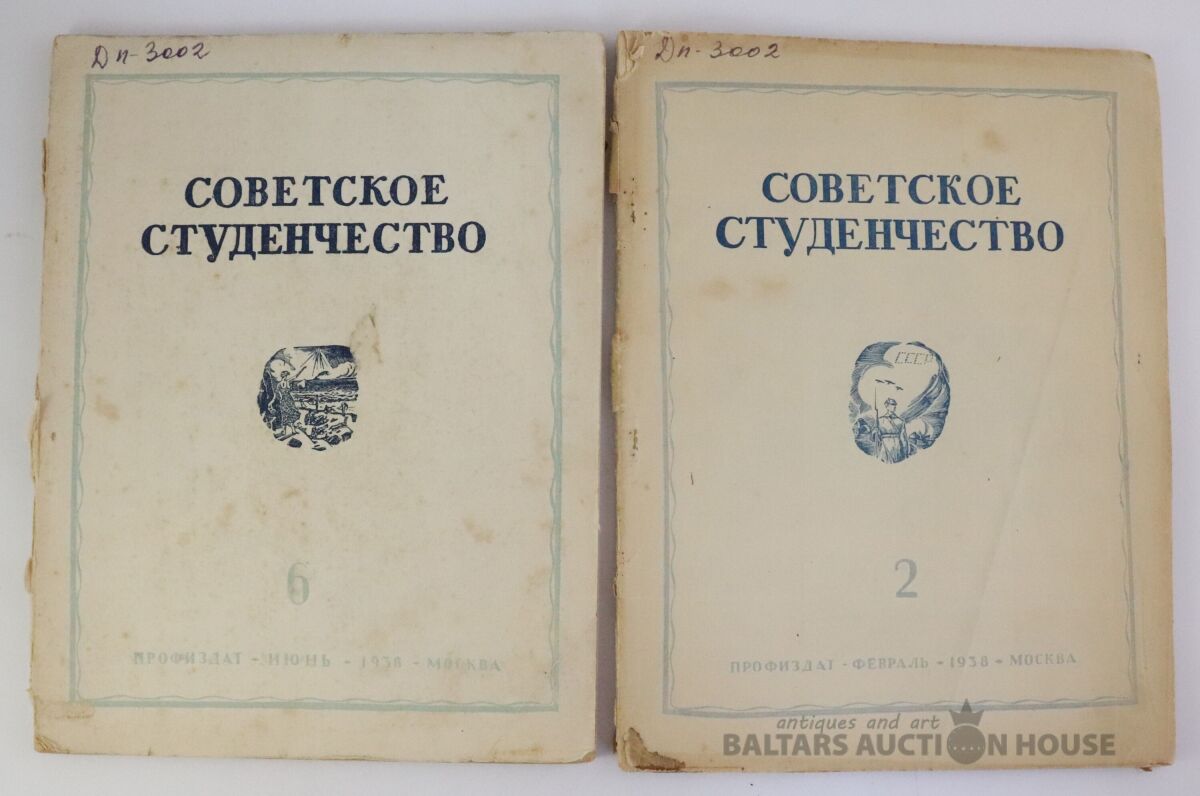 Дп-3002
СОВЕТСКОЕ
СТУДЕНЧЕСТВО
6
ПРОФИЗДАТ - ИЮНЬ - 1938 - МОСКВА
Дп-3002
СОВЕТСКОЕ
СТУДЕНЧЕСТВО
СССР
2
ПРОФИЗДАТ - ФЕВРАЛЬ - 1938 - МОСКВА
antiques and art
BALTARS AUCTION HOUSE